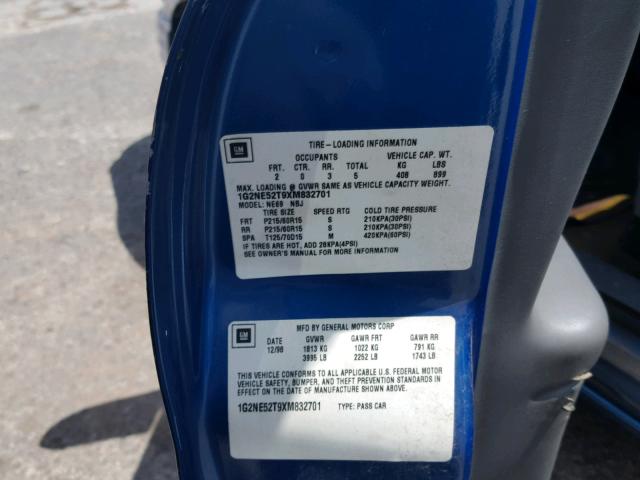 GM
TIRE-LOADING INFORMATION
OCCUPANTS VEHICLE CAP. WT.
FRT. CTR. RR. TOTAL KG LBS
2 0 3 5 408 899
MAX. LOADING @ GVWR SAME AS VEHICLE CAPACITY WEIGHT.
1G2NE52T9XM832701
MODEL: NE69 NBJ
TIRE SIZE SPEED RTG COLD TIRE PRESSURE
FRT P215/60R15 S 210KPA(30PSI)
RR P215/60R15 S 210KPA(30PSI)
SPA T125/70D15 M 420KPA(60PSI)
IF TIRES ARE HOT, ADD 28KPA(4PSI)
SEE OWNER'S MANUAL FOR MORE INFORMATION.
GM
MFD BY GENERAL MOTORS CORP
DATE GVWR GAWR FRT GAWR RR
12/98 1813 KG 1022 KG 791 KG
3995 LB 2252 LB 1743 LB
THIS VEHICLE CONFORMS TO ALL APPLICABLE U.S. FEDERAL MOTOR
VEHICLE SAFETY, BUMPER, AND THEFT PREVENTION STANDARDS IN
EFFECT ON THE DATE OF MANUFACTURE SHOWN ABOVE.
1G2NE52T9XM832701 TYPE: PASS CAR